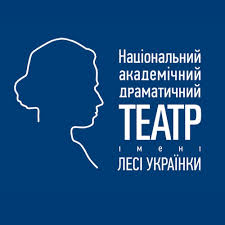 Національний
академічний
драматичний
ТЕАТР
імені
ЛЕСІ УКРАЇНКИ